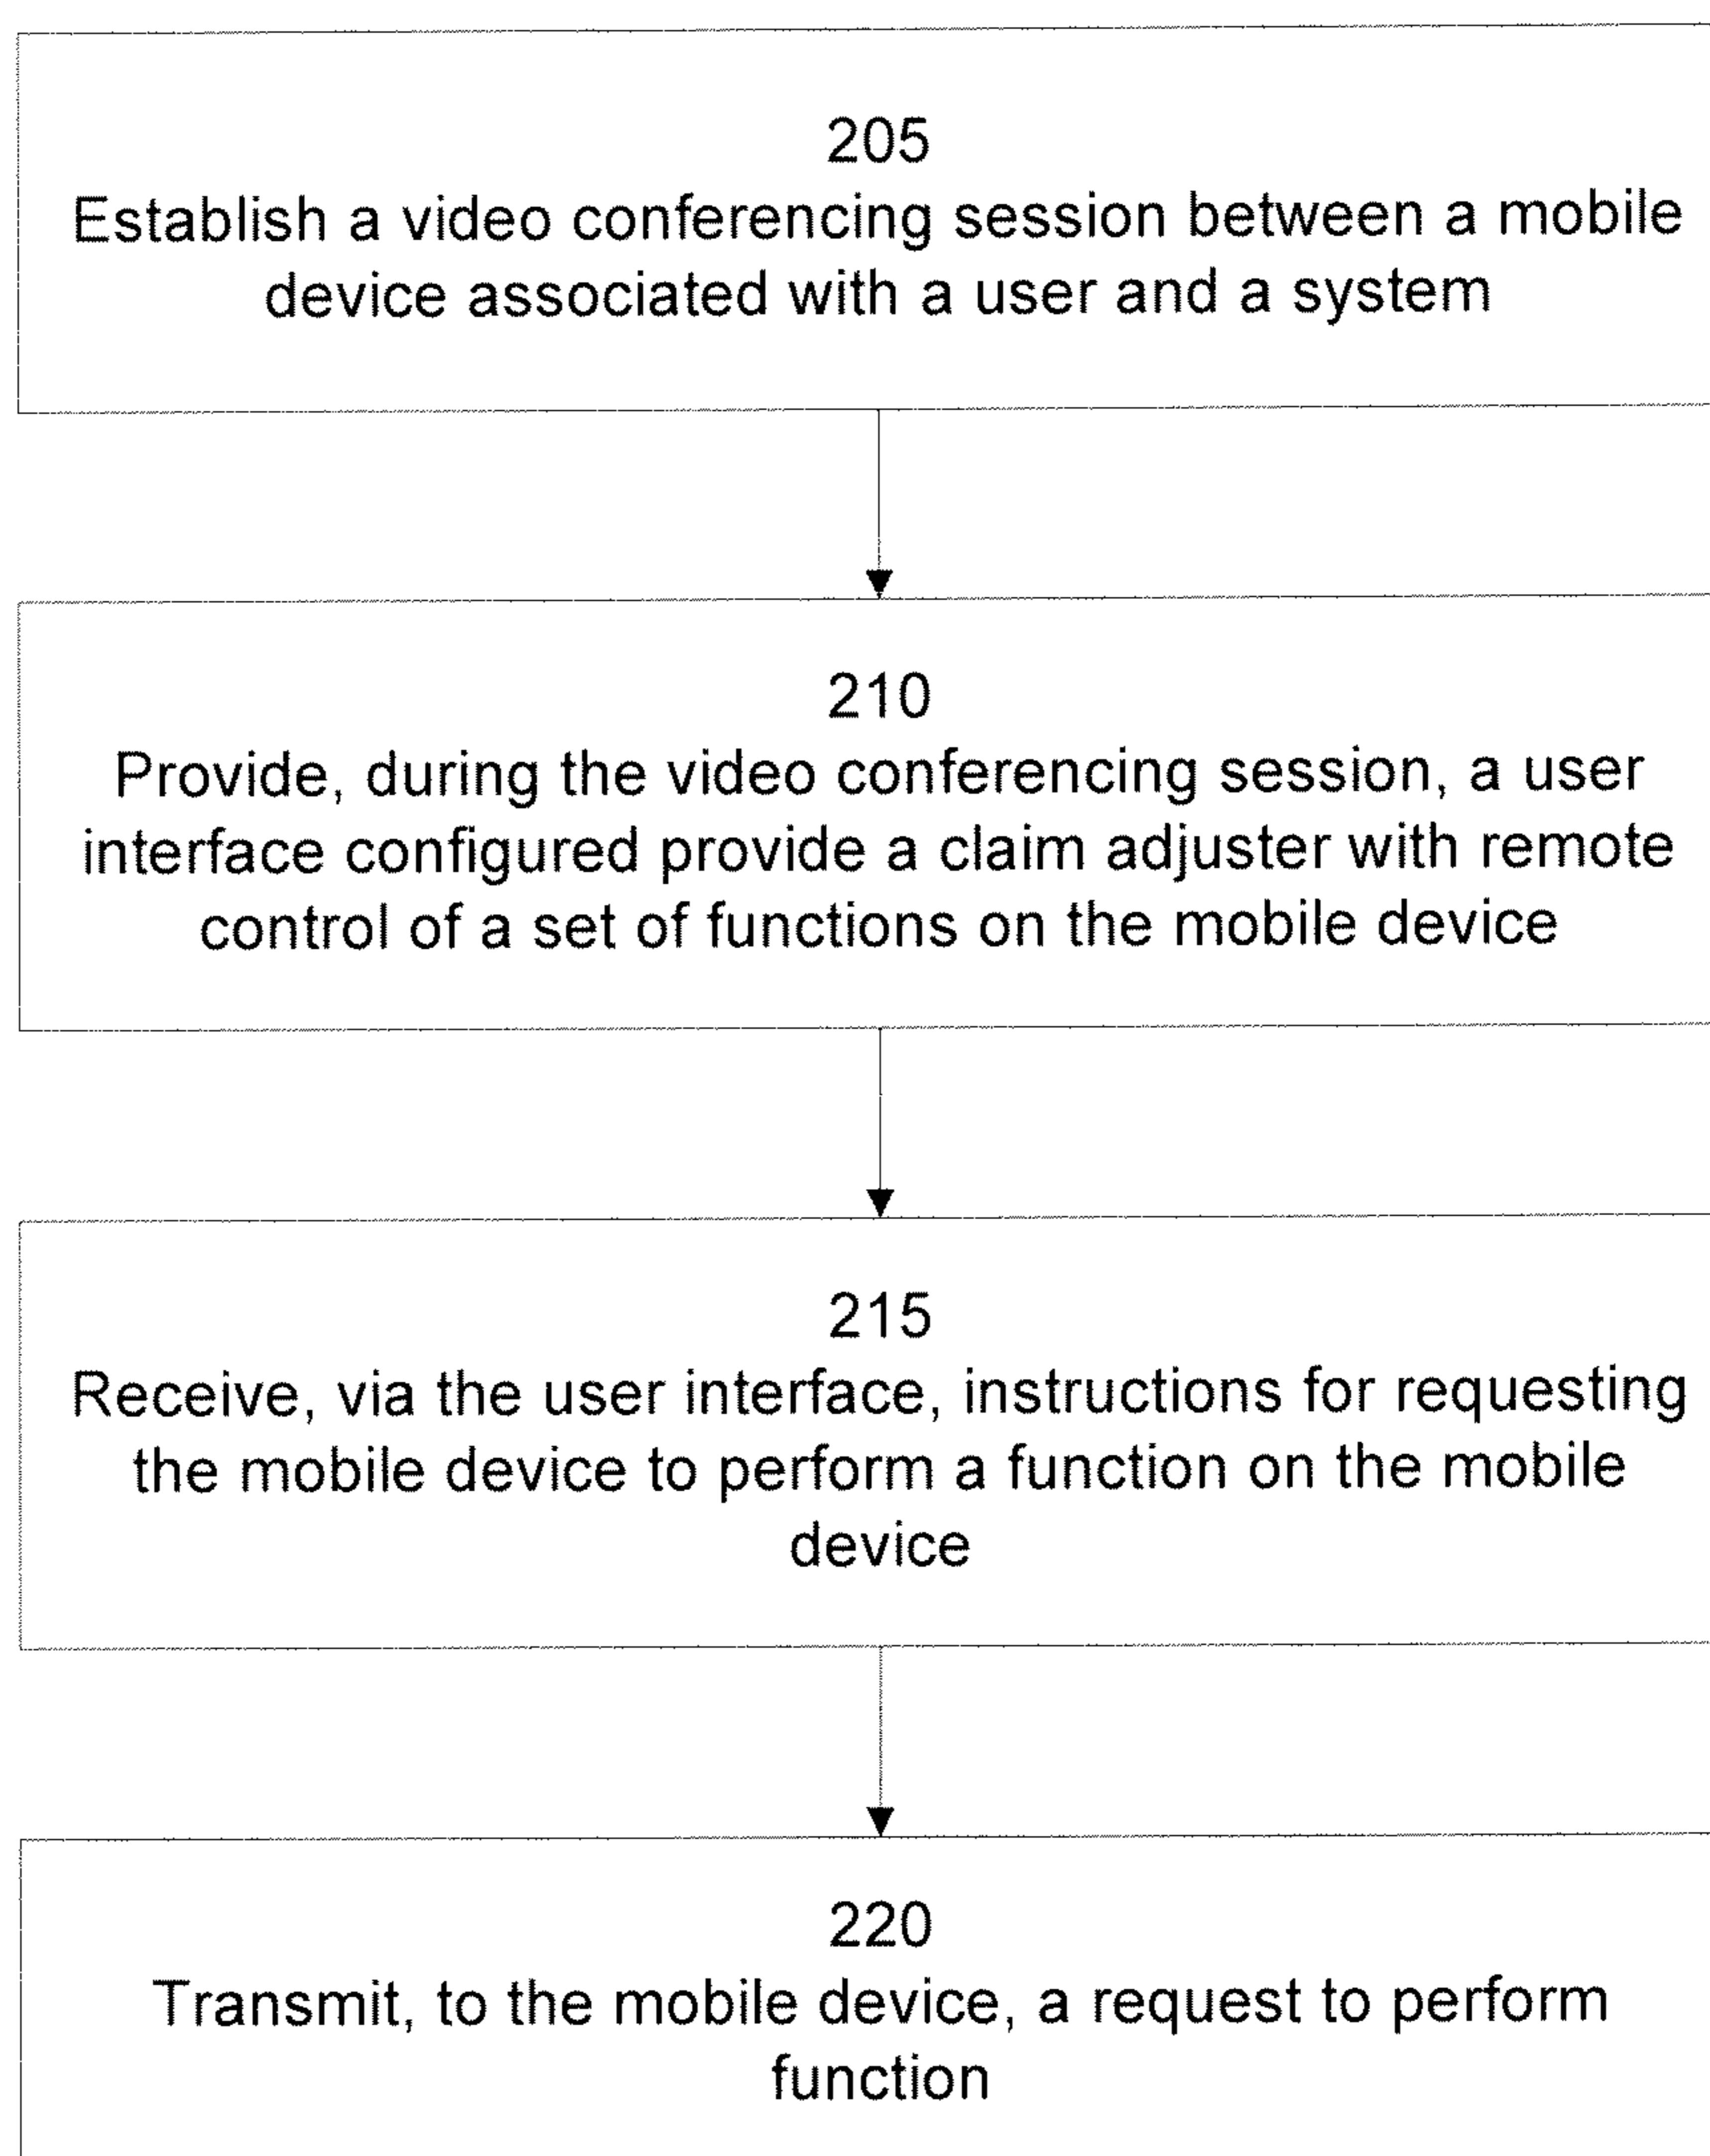 205
Establish a video conferencing session between a mobile
device associated with a user and a system
210
Provide, during the video conferencing session, a user
interface configured provide a claim adjuster with remote
control of a set of functions on the mobile device
215
Receive, via the user interface, instructions for requesting
the mobile device to perform a function on the mobile
device
220
Transmit, to the mobile device, a request to perform
function